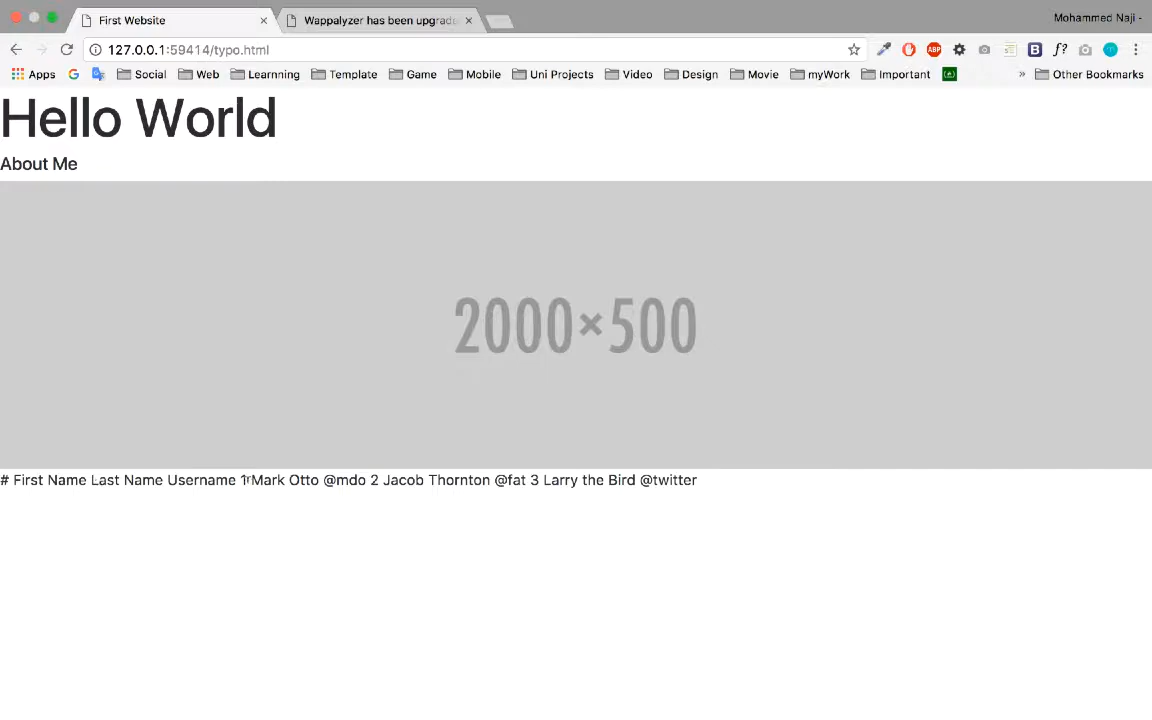 First Website
Wappalyzer has been upgrade
Mohammed Naji -
127.0.0.1:59414/typo.html
ABP
B
f?
Apps
G
Social
Web
Learnning
Template
Game
Mobile
Uni Projects
Video
Design
Movie
myWork
Important
»
Other Bookmarks
Hello World
About Me
2000×500
# First Name Last Name Username 1 Mark Otto @mdo 2 Jacob Thornton @fat 3 Larry the Bird @twitter